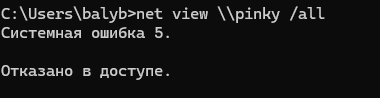 C:\Users\balyb>net view \\pinky /all
Системная ошибка 5.
Отказано в доступе.